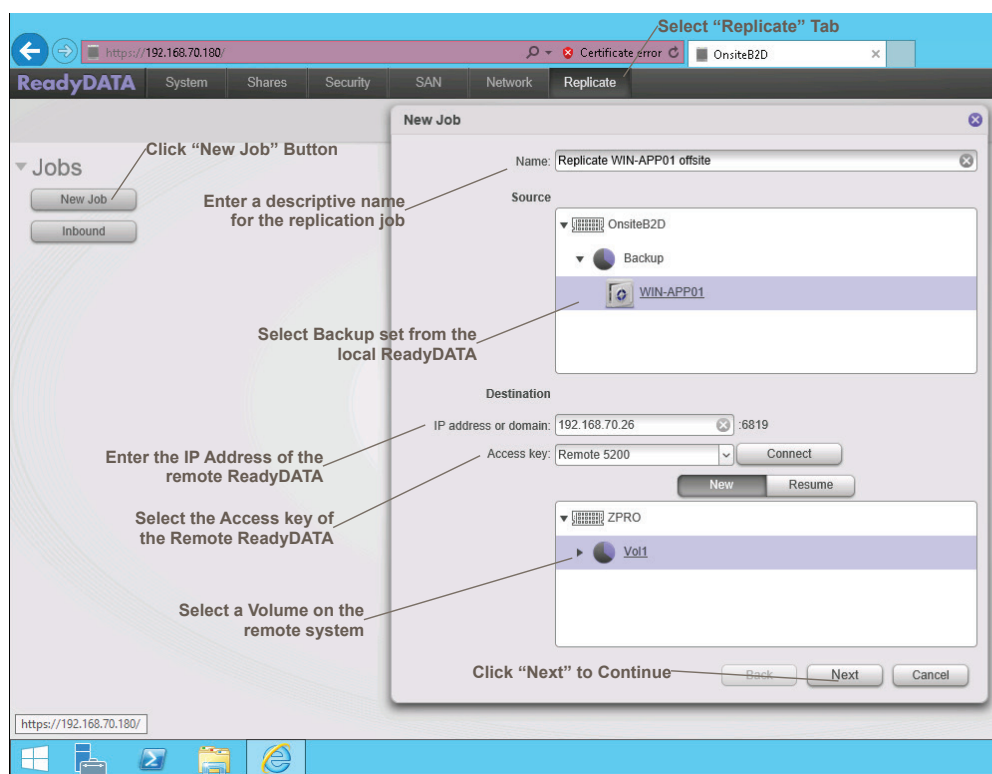 Select “Replicate” Tab
https://192.168.70.180/
Certificate error
OnsiteB2D
ReadyDATA System Shares Security SAN Network Replicate
New Job
Click “New Job” Button
Jobs
New Job
Inbound
Name: Replicate WIN-APP01 offsite
Enter a descriptive name
for the replication job
Source
OnsiteB2D
Backup
WIN-APP01
Select Backup set from the
local ReadyDATA
Destination
IP address or domain: 192.168.70.26 :6819
Enter the IP Address of the
remote ReadyDATA
Access key: Remote 5200 Connect
New Resume
Select the Access key of
the Remote ReadyDATA
ZPRO
Vol1
Select a Volume on the
remote system
Click “Next” to Continue
Back Next Cancel
https://192.168.70.180/